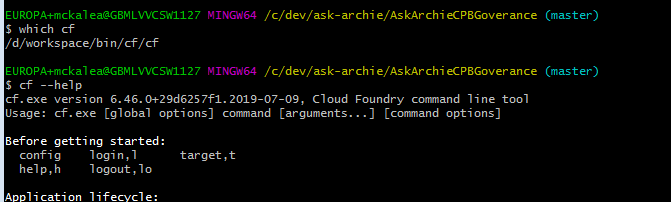 EUROPA+mckalea@GBMLVVCSW1127 MINGW64 /c/dev/ask-archie/AskArchieCPBGoverance (master)
$ which cf
/d/workspace/bin/cf/cf
EUROPA+mckalea@GBMLVVCSW1127 MINGW64 /c/dev/ask-archie/AskArchieCPBGoverance (master)
$ cf --help
cf.exe version 6.46.0+29d6257f1.2019-07-09, Cloud Foundry command line tool
Usage: cf.exe [global options] command [arguments...] [command options]
Before getting started:
config login,l target,t
help,h logout,lo
Application lifecycle: